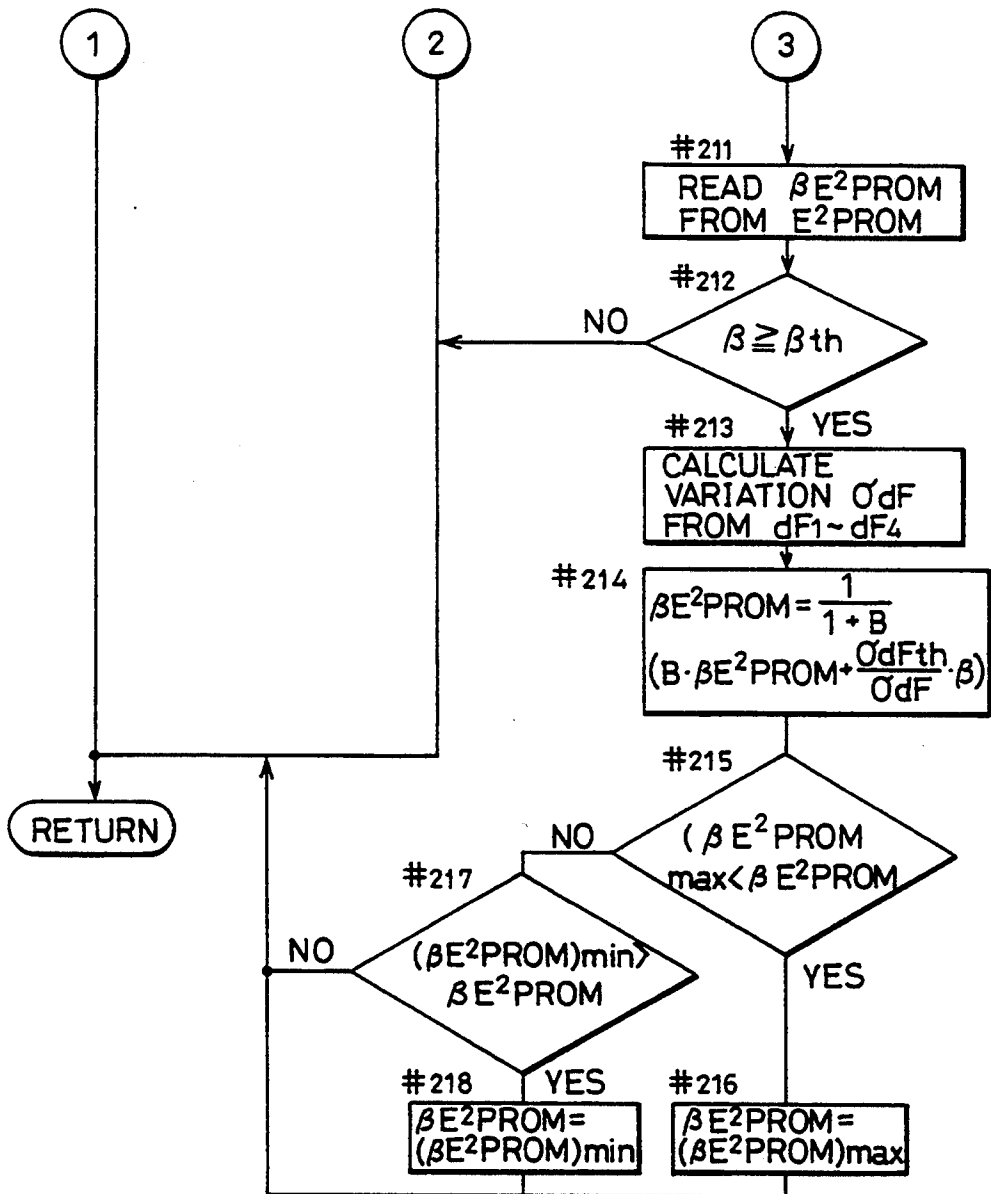 1
2
3
#211
READ βE²PROM
FROM E²PROM
#212
NO
β≧βth
YES
#213
CALCULATE
VARIATION σdF
FROM dF1~dF4
#214
βE²PROM=1/1+B
(B·βE²PROM+σdFth/σdF·β)
#215
RETURN
NO
(βE²PROM
max<βE²PROM
#217
NO
(βE²PROM)min>
βE²PROM
YES
YES
#218
βE²PROM=
(βE²PROM)min
#216
βE²PROM=
(βE²PROM)max